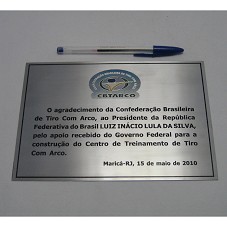 CBTARCO
O agradecimento da Confederação Brasileira
de Tiro Com Arco, ao Presidente da República
Federativa do Brasil LUIZ INÁCIO LULA DA SILVA,
pelo apoio recebido do Governo Federal para a
construção do Centro de Treinamento de Tiro
Com Arco.
Maricá-RJ, 15 de maio de 2010